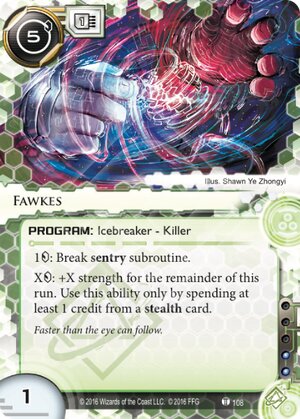 5
1
Illus. Shawn Ye Zhongyi
FAWKES
PROGRAM: Icebreaker - Killer
1: Break sentry subroutine.
X: +X strength for the remainder of this
run. Use this ability only by spending at
least 1 credit from a stealth card.
Faster than the eye can follow.
1
© 2016 Wizards of the Coast LLC. © 2016 FFG
108